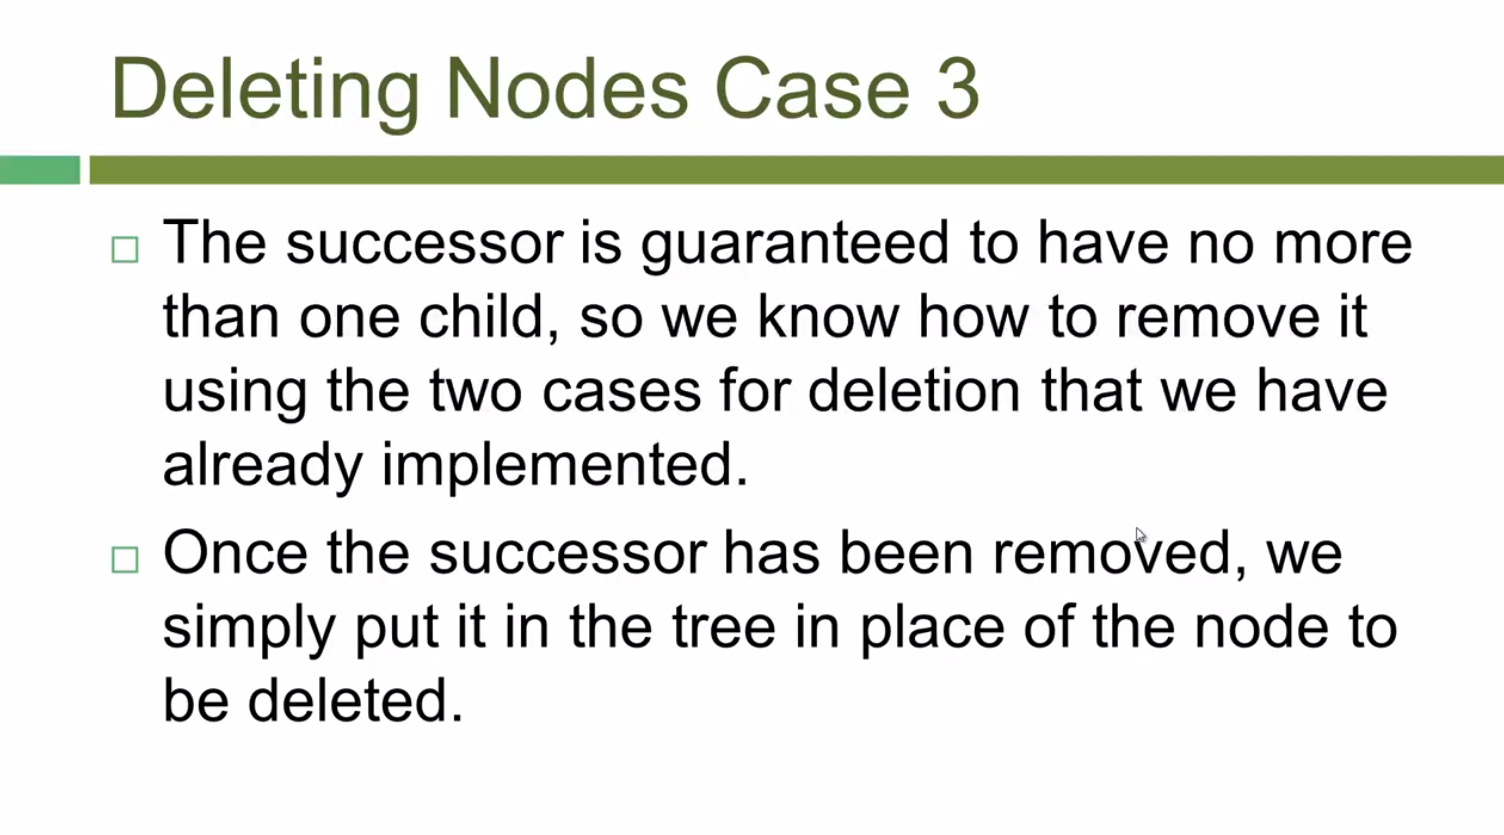 Deleting Nodes Case 3
The successor is guaranteed to have no more
than one child, so we know how to remove it
using the two cases for deletion that we have
already implemented.
Once the successor has been removed, we
simply put it in the tree in place of the node to
be deleted.